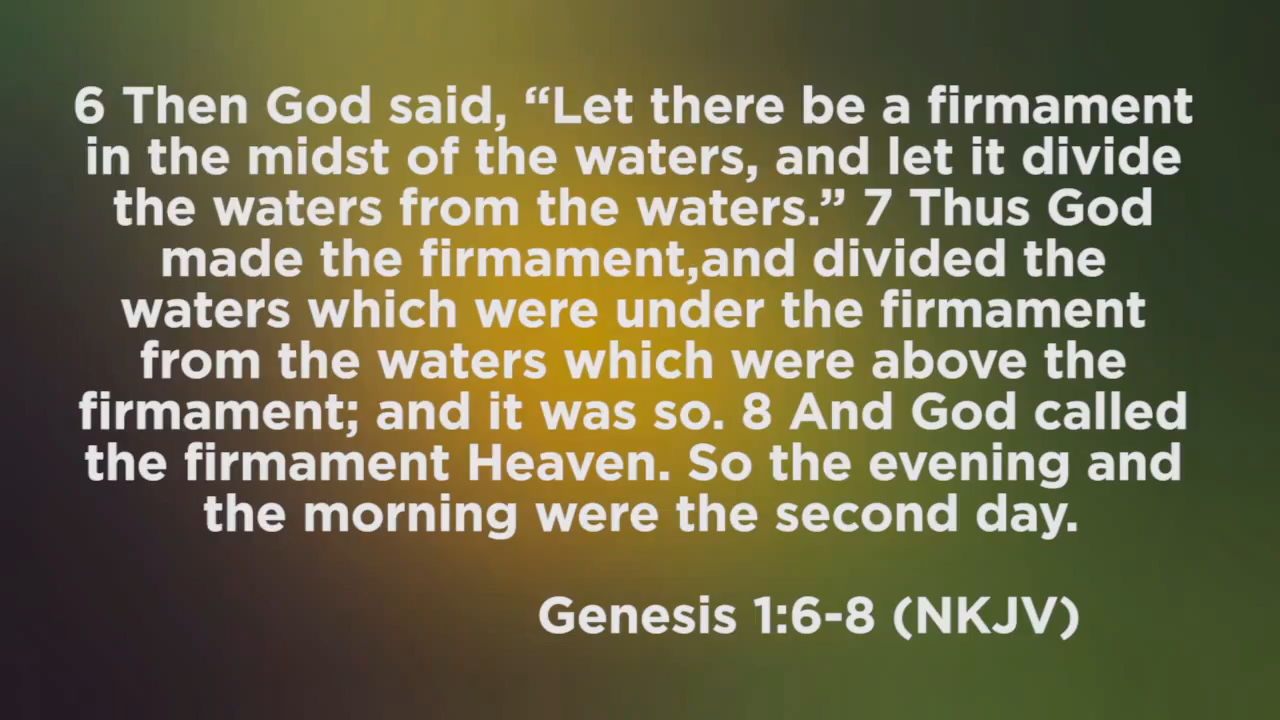 6 Then God said, “Let there be a firmament
in the midst of the waters, and let it divide
the waters from the waters.” 7 Thus God
made the firmament,and divided the
waters which were under the firmament
from the waters which were above the
firmament; and it was so. 8 And God called
the firmament Heaven. So the evening and
the morning were the second day.
Genesis 1:6-8 (NKJV)